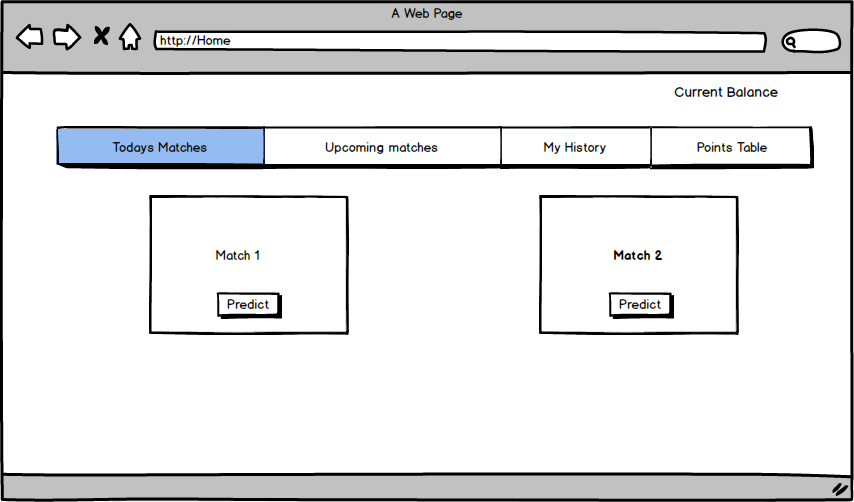 A Web Page
http://Home
Current Balance
Todays Matches
Upcoming matches
My History
Points Table
Match 1
Match 2
Predict
Predict